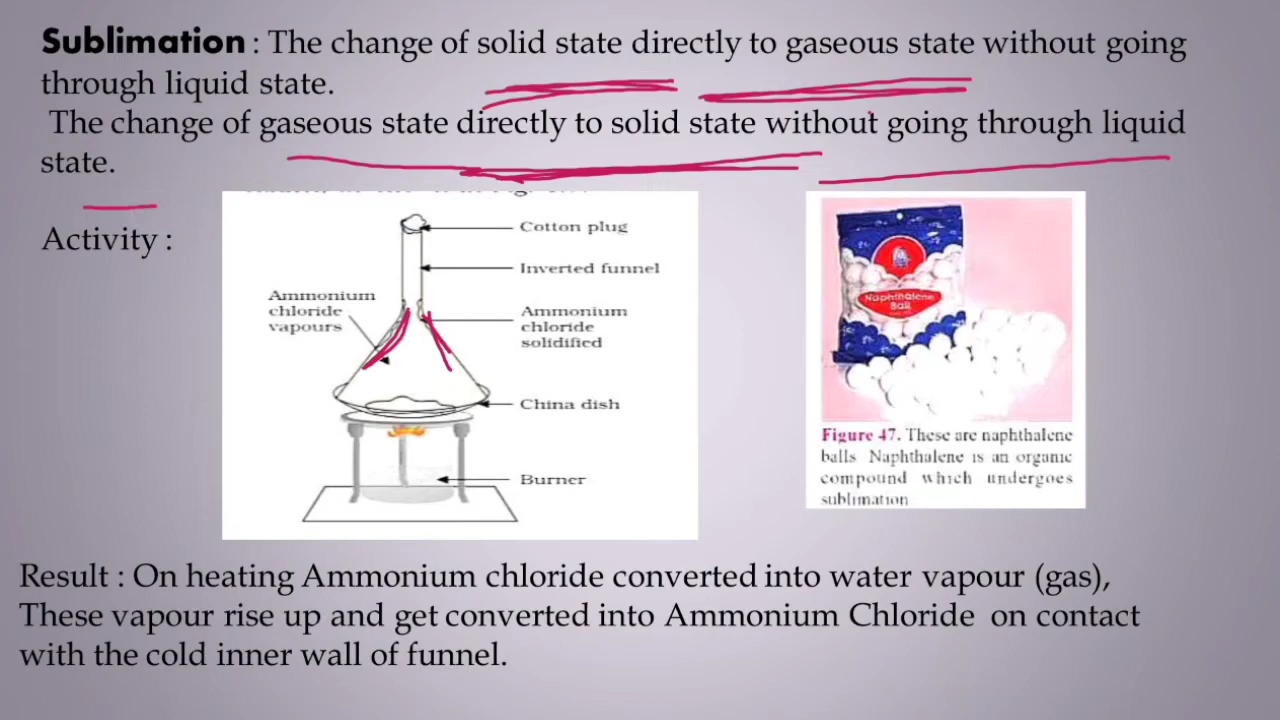 Sublimation : The change of solid state directly to gaseous state without going
through liquid state.
The change of gaseous state directly to solid state without going through liquid
state.
Activity :
Cotton plug
Inverted funnel
Ammonium
chloride
vapours
Ammonium
chloride
solidified
China dish
Burner
Naphthalene
Ball
Figure 47. These are naphthalene
balls Naphthalene is an organic
compound which undergoes
sublimation
Result : On heating Ammonium chloride converted into water vapour (gas),
These vapour rise up and get converted into Ammonium Chloride on contact
with the cold inner wall of funnel.